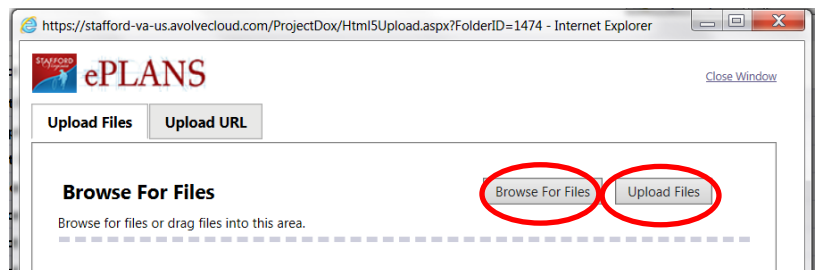 https://stafford-va-us.avolvecloud.com/ProjectDox/Html5Upload.aspx?FolderID=1474 - Internet Explorer
STAFFORD
ePLANS
Close Window
Upload Files Upload URL
Browse For Files Browse For Files Upload Files
Browse for files or drag files into this area.